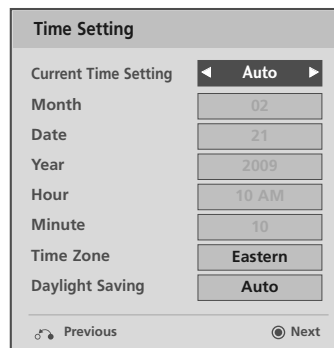 Time Setting
Current Time Setting Auto
Month 02
Date 21
Year 2009
Hour 10 AM
Minute 10
Time Zone Eastern
Daylight Saving Auto
Previous Next